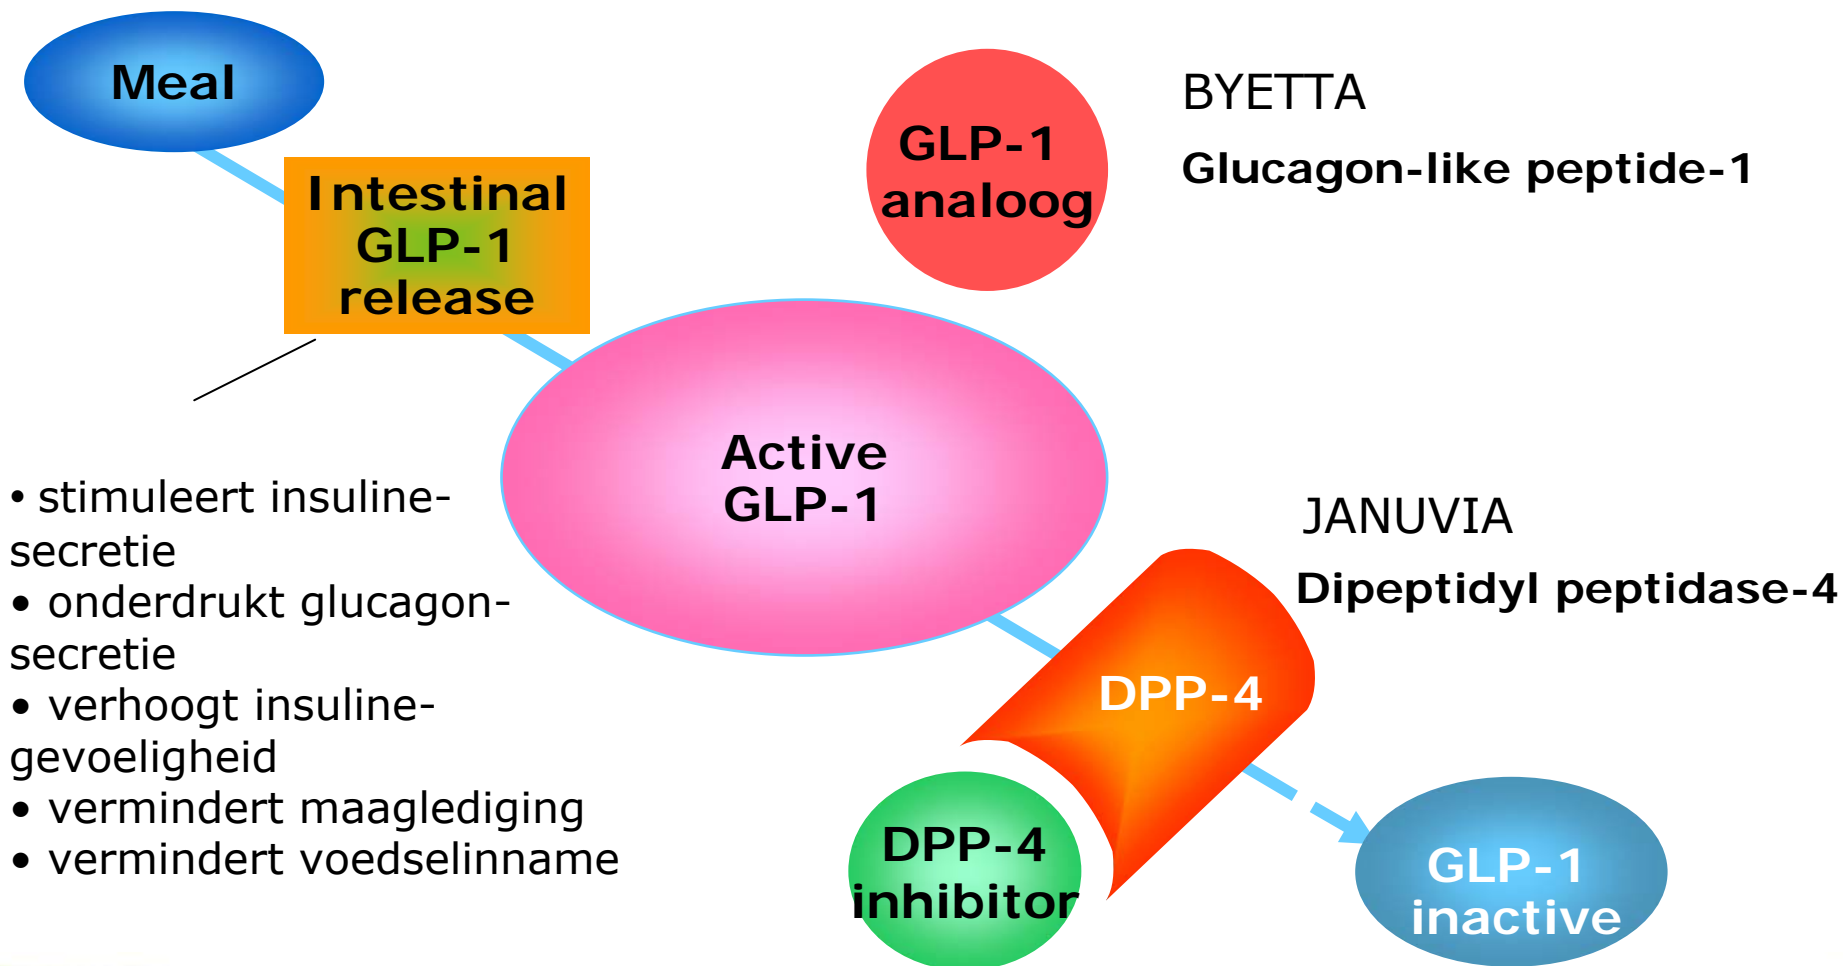 Meal
Intestinal
GLP-1
release
GLP-1
analoog
BYETTA
Glucagon-like peptide-1
Active
GLP-1
• stimuleert insuline-
secretie
• onderdrukt glucagon-
secretie
• verhoogt insuline-
gevoeligheid
• vermindert maaglediging
• vermindert voedselinname
JANUVIA
Dipeptidyl peptidase-4
DPP-4
DPP-4
inhibitor
GLP-1
inactive